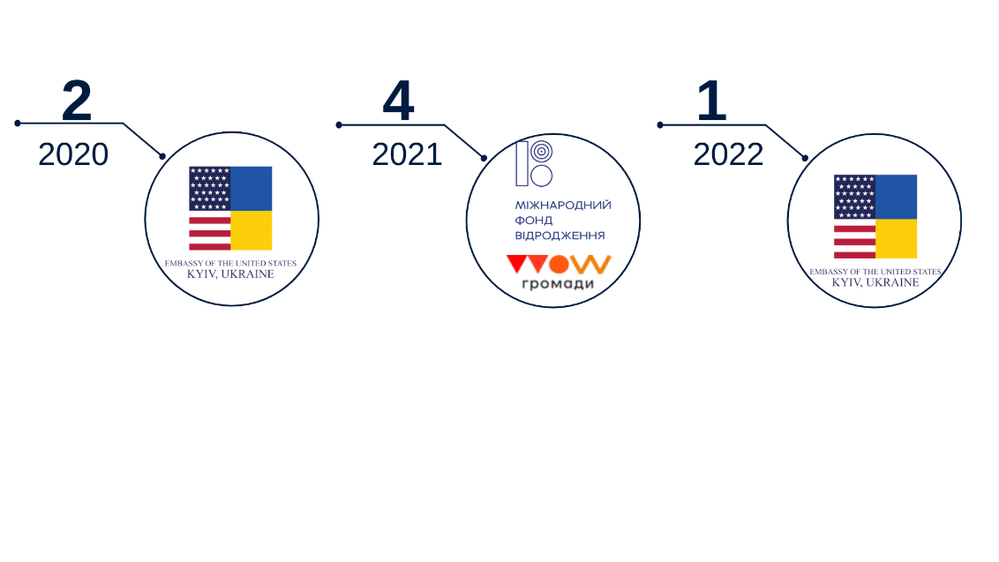 2
2020
EMBASSY OF THE UNITED STATES
KYIV, UKRAINE
4
2021
МІЖНАРОДНИЙ
ФОНД
ВІДРОДЖЕННЯ
WOW
громади
1
2022
EMBASSY OF THE UNITED STATES
KYIV, UKRAINE